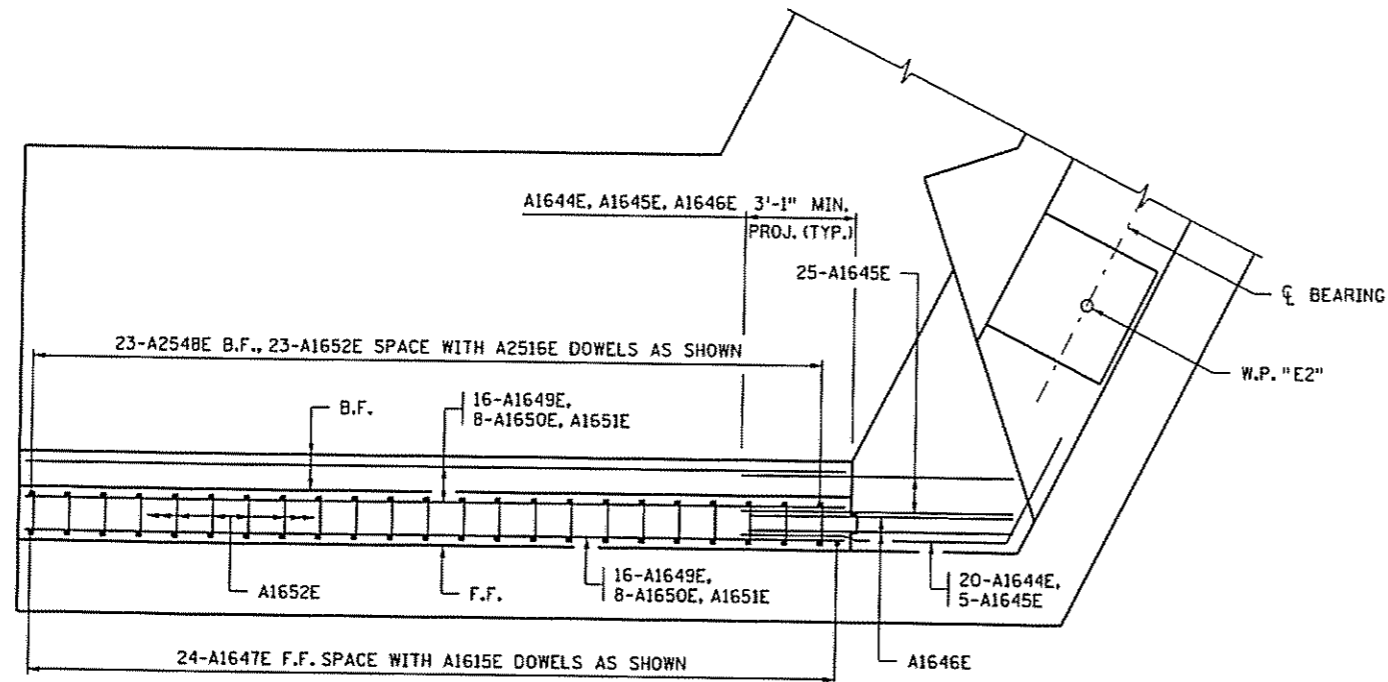 A1644E, A1645E, A1646E
3'-1" MIN.
PROJ. (TYP.)
25-A1645E
℄ BEARING
W.P. "E2"
23-A2548E B.F., 23-A1652E SPACE WITH A2516E DOWELS AS SHOWN
B.F.
16-A1649E,
8-A1650E, A1651E
A1652E
F.F.
16-A1649E,
8-A1650E, A1651E
20-A1644E,
5-A1645E
A1646E
24-A1647E F.F. SPACE WITH A1615E DOWELS AS SHOWN